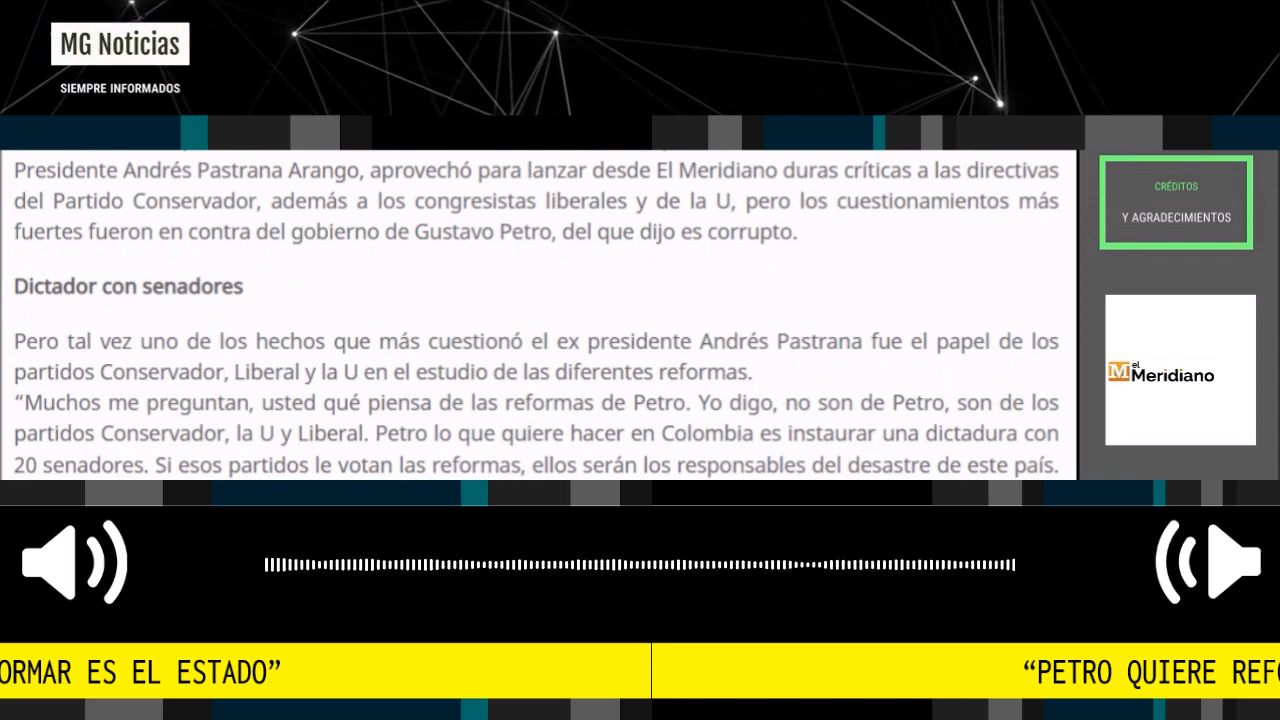 MG Noticias
SIEMPRE INFORMADOS
Presidente Andrés Pastrana Arango, aprovechó para lanzar desde El Meridiano duras críticas a las directivas
del Partido Conservador, además a los congresistas liberales y de la U, pero los cuestionamientos más
fuertes fueron en contra del gobierno de Gustavo Petro, del que dijo es corrupto.
Dictador con senadores
Pero tal vez uno de los hechos que más cuestionó el ex presidente Andrés Pastrana fue el papel de los
partidos Conservador, Liberal y la U en el estudio de las diferentes reformas.
“Muchos me preguntan, usted qué piensa de las reformas de Petro. Yo digo, no son de Petro, son de los
partidos Conservador, la U y Liberal. Petro lo que quiere hacer en Colombia es instaurar una dictadura con
20 senadores. Si esos partidos le votan las reformas, ellos serán los responsables del desastre de este país.
CRÉDITOS
Y AGRADECIMIENTOS
M el
Meridiano
ORMAR ES EL ESTADO”
“PETRO QUIERE REFO